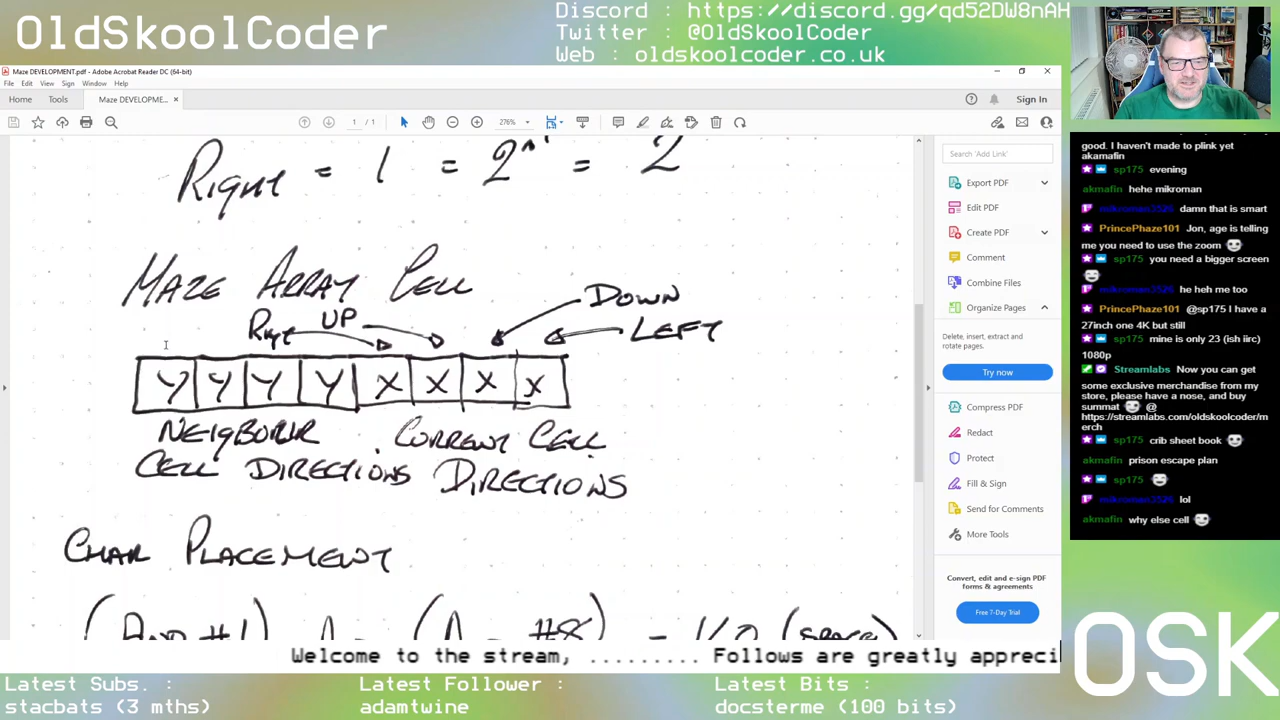 OldSkoolCoder
Discord : https://discord.gg/qd52DW8nAH
Twitter : @OldSkoolCoder
Web : oldskoolcoder.co.uk
Maze DEVELOPMENT.pdf - Adobe Acrobat Reader DC (64-bit)
File Edit View Sign Window Help
Home Tools Maze DEVELOPME... × Sign In
1 / 1 276%
Right = 1 = 2^n = 2
MAZE ARRAY CELL
DOWN
UP
Right
LEFT
Y Y Y Y X X X X
NEIGBORR CURRENT CELL
CELL DIRECTIONS DIRECTIONS
CHAR PLACEMENT
Search 'Add Link'
Export PDF
Edit PDF
Create PDF
Comment
Combine Files
Organize Pages
Delete, insert, extract and
rotate pages.
Try now
Compress PDF
Redact
Protect
Fill & Sign
Send for Comments
More Tools
Convert, edit and e-sign PDF
forms & agreements
Free 7-Day Trial
good. I haven't made to plink yet
akamafin
sp175 evening
akmafin hehe mikroman
mikroman3526 damn that is smart
PrincePhaze101 Jon, age is telling
me you need to use the zoom
sp175 you need a bigger screen
mikroman3526 he heh me too
PrincePhaze101 @sp175 I have a
27inch one 4K but still
sp175 mine is only 23 (ish iirc)
1080p
Streamlabs Now you can get
some exclusive merchandise from my
store, please have a nose, and buy
summat @
https://streamlabs.com/oldskoolcoder/m
erch
sp175 crib sheet book
akmafin prison escape plan
sp175
mikroman3526 lol
akmafin why else cell
Welcome to the stream, ......... Follows are greatly appreci
OSK
Latest Subs. :
stacbats (3 mths)
Latest Follower :
adamtwine
Latest Bits :
docsterme (100 bits)